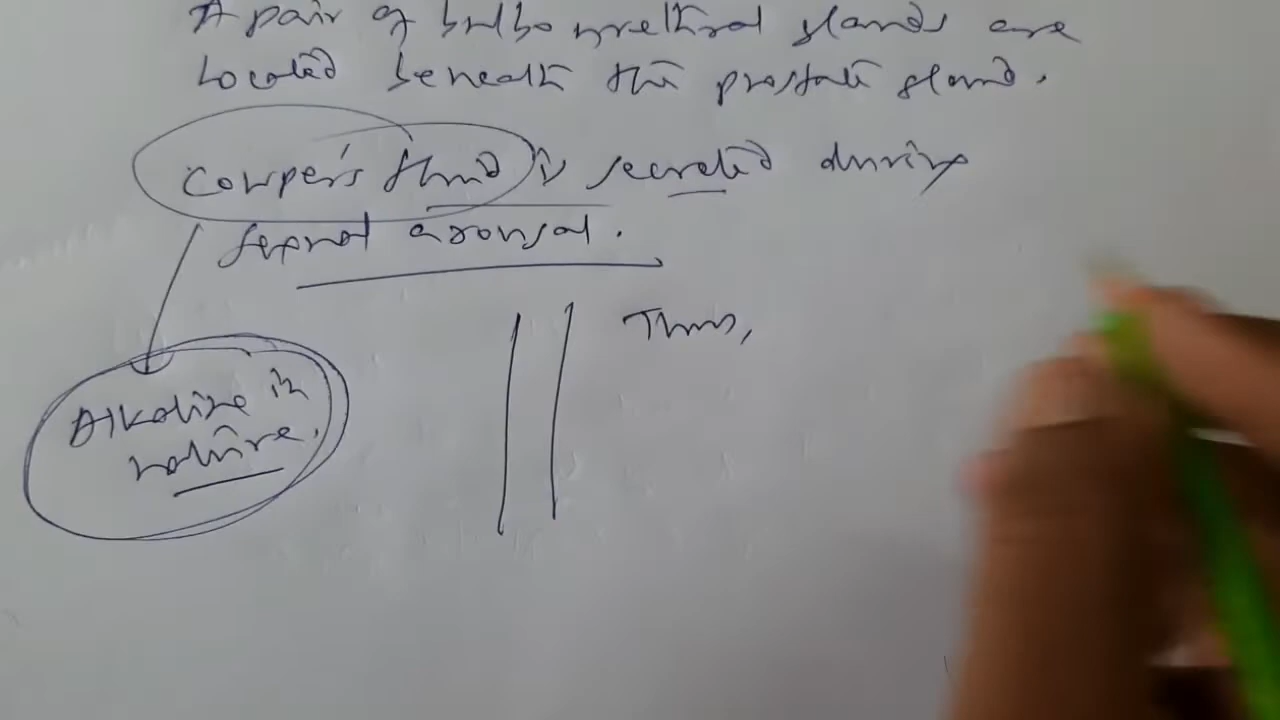 A pair of bulbourethral glands are
located beneath the prostate gland.
Cowper's fluid is secreted during
sexual arousal.
Thus,
Alkaline in
nature.